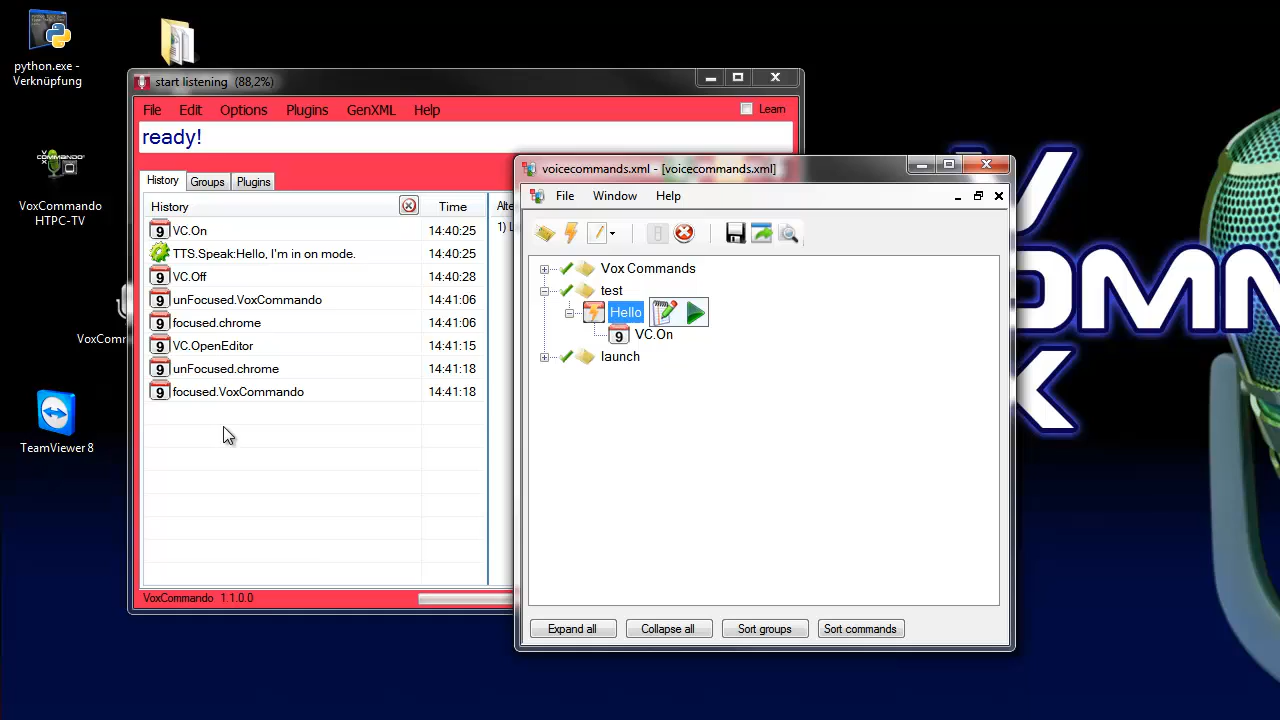 python.exe -
Verknüpfung
start listening (88,2%)
File Edit Options Plugins GenXML Help
Learn
ready!
History Groups Plugins
History Time
VC.On 14:40:25
TTS.Speak:Hello, I'm in on mode. 14:40:25
VC.Off 14:40:28
unFocused.VoxCommando 14:41:06
focused.chrome 14:41:06
VC.OpenEditor 14:41:15
unFocused.chrome 14:41:18
focused.VoxCommando 14:41:18
VoxCommando 1.1.0.0
voicecommands.xml - [voicecommands.xml]
File Window Help
Vox Commands
test
Hello
VC.On
launch
Expand all Collapse all Sort groups Sort commands
COMMANDO
VoxCommando
HTPC-TV
TeamViewer 8